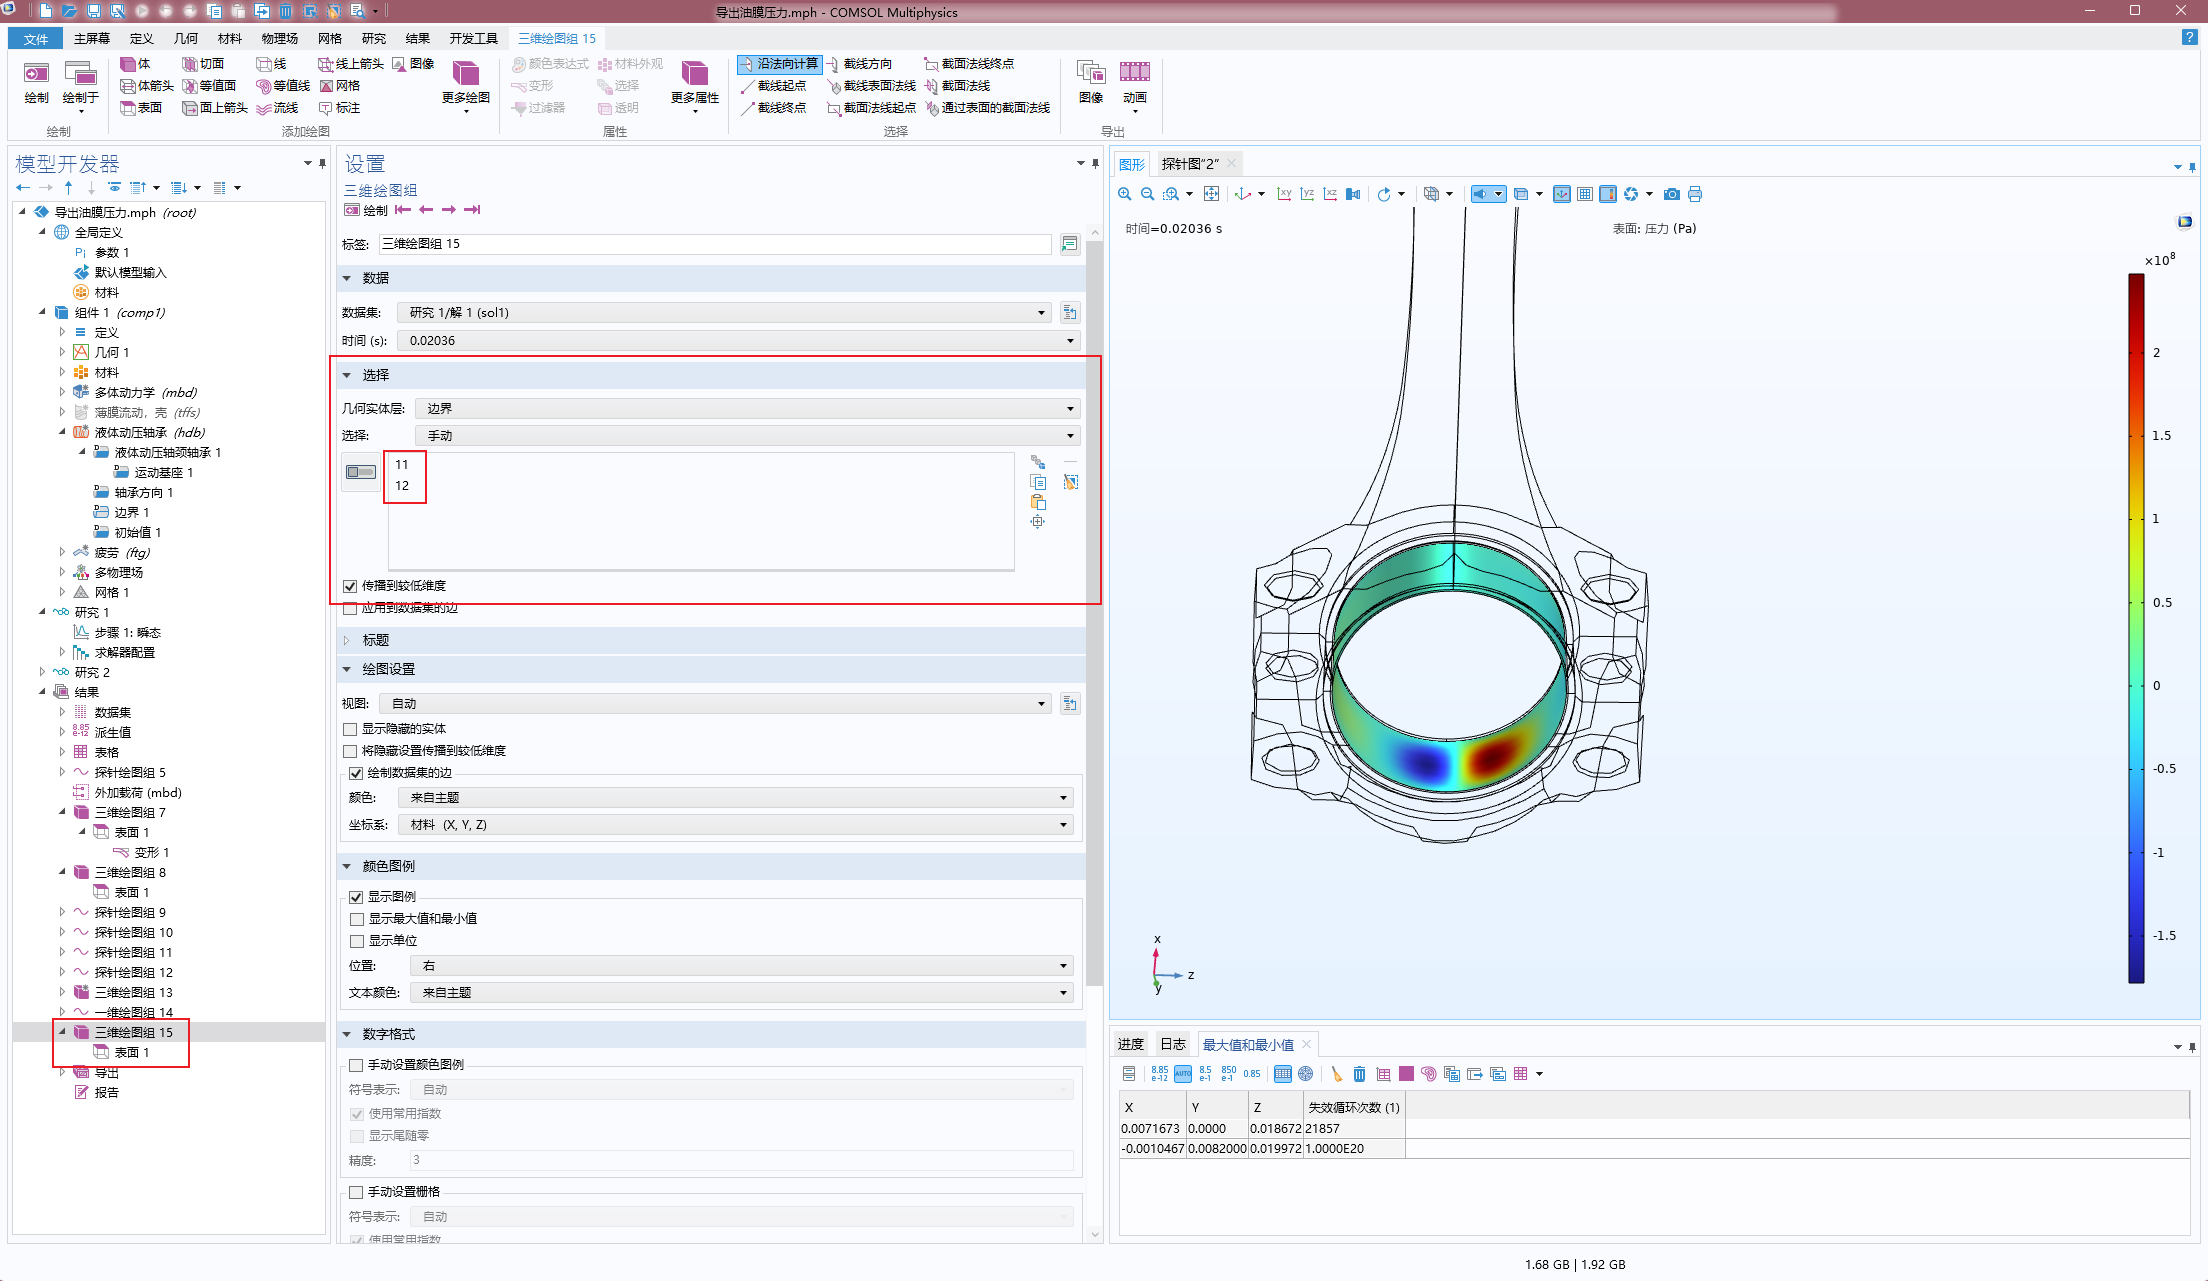 导出油膜压力.mph - COMSOL Multiphysics
文件 主屏幕 定义 几何 材料 物理场 网格 研究 结果 开发工具 三维绘图组 15
绘制 绘制于
绘制
体 切面 线 线上箭头 图像
体箭头 等值面 等值线 网格
表面 面上箭头 流线 标注
更多绘图
添加绘图
颜色表达式 材料外观
变形 选择
过滤器 透明
更多属性
属性
沿法向计算 截线方向 截面法线终点
截线起点 截线表面法线 截面法线
截线终点 截面法线起点 通过表面的截面法线
选择
图像 动画
导出
模型开发器
导出油膜压力.mph (root)
全局定义
Pi 参数 1
默认模型输入
材料
组件 1 (comp1)
定义
几何 1
材料
多体动力学 (mbd)
薄膜流动，壳 (tffs)
液体动压轴承 (hdb)
液体动压轴颈轴承 1
运动基座 1
轴承方向 1
边界 1
初始值 1
疲劳 (ftg)
多物理场
网格 1
研究 1
步骤 1: 瞬态
求解器配置
研究 2
结果
数据集
8.85
e-12
派生值
表格
探针绘图组 5
外加载荷 (mbd)
三维绘图组 7
表面 1
变形 1
三维绘图组 8
表面 1
探针绘图组 9
探针绘图组 10
探针绘图组 11
探针绘图组 12
三维绘图组 13
一维绘图组 14
三维绘图组 15
表面 1
导出
报告
设置
三维绘图组
绘制
标签: 三维绘图组 15
数据
数据集: 研究 1/解 1 (sol1)
时间 (s): 0.02036
选择
几何实体层: 边界
选择: 手动
11
12
传播到较低维度
应用到数据集的边
标题
绘图设置
视图: 自动
显示隐藏的实体
将隐藏设置传播到较低维度
绘制数据集的边
颜色: 来自主题
坐标系: 材料 (X, Y, Z)
颜色图例
显示图例
显示最大值和最小值
显示单位
位置: 右
文本颜色: 来自主题
数字格式
手动设置颜色图例
符号表示: 自动
使用常用指数
显示尾随零
精度: 3
手动设置栅格
符号表示: 自动
使用常用指数
图形 探针图"2"
xy yz xz
时间=0.02036 s
表面: 压力 (Pa)
×10⁸
2
1.5
1
0.5
0
-0.5
-1
-1.5
x
z
y
进度 日志 最大值和最小值
8.85 e-12 AUTO 8.5 e-1 850 e-1 0.85
X Y Z 失效循环次数 (1)
0.0071673 0.0000 0.018672 21857
-0.0010467 0.0082000 0.019972 1.0000E20
1.68 GB | 1.92 GB